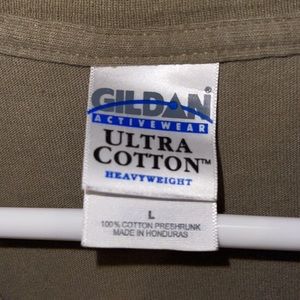 GILDAN
ACTIVEWEAR
ULTRA
COTTON™
HEAVYWEIGHT
L
100% COTTON PRESHRUNK
MADE IN HONDURAS